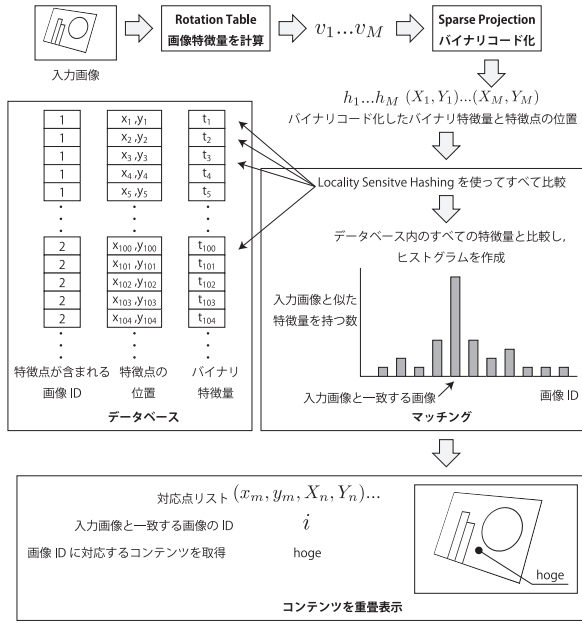 入力画像
Rotation Table
画像特徴量を計算
v1...vM
Sparse Projection
バイナリコード化
h1...hM (X1,Y1)...(XM,YM)
バイナリコード化したバイナリ特徴量と特徴点の位置
1 x1 ,y1 t1
1 x2 ,y2 t2
1 x3 ,y3 t3
1 x4 ,y4 t4
1 x5 ,y5 t5
2 x100 ,y100 t100
2 x101 ,y101 t101
2 x102 ,y102 t102
2 x103 ,y103 t103
2 x104 ,y104 t104
特徴点が含まれる
画像 ID
特徴点の
位置
バイナリ
特徴量
データベース
Locality Sensitve Hashing を使ってすべて比較
データベース内のすべての特徴量と比較し,
ヒストグラムを作成
入力画像と似た
特徴量を持つ数
入力画像と一致する画像
画像 ID
マッチング
対応点リスト (xm, ym, Xn, Yn)...
入力画像と一致する画像の ID i
画像 ID に対応するコンテンツを取得 hoge
hoge
コンテンツを重畳表示